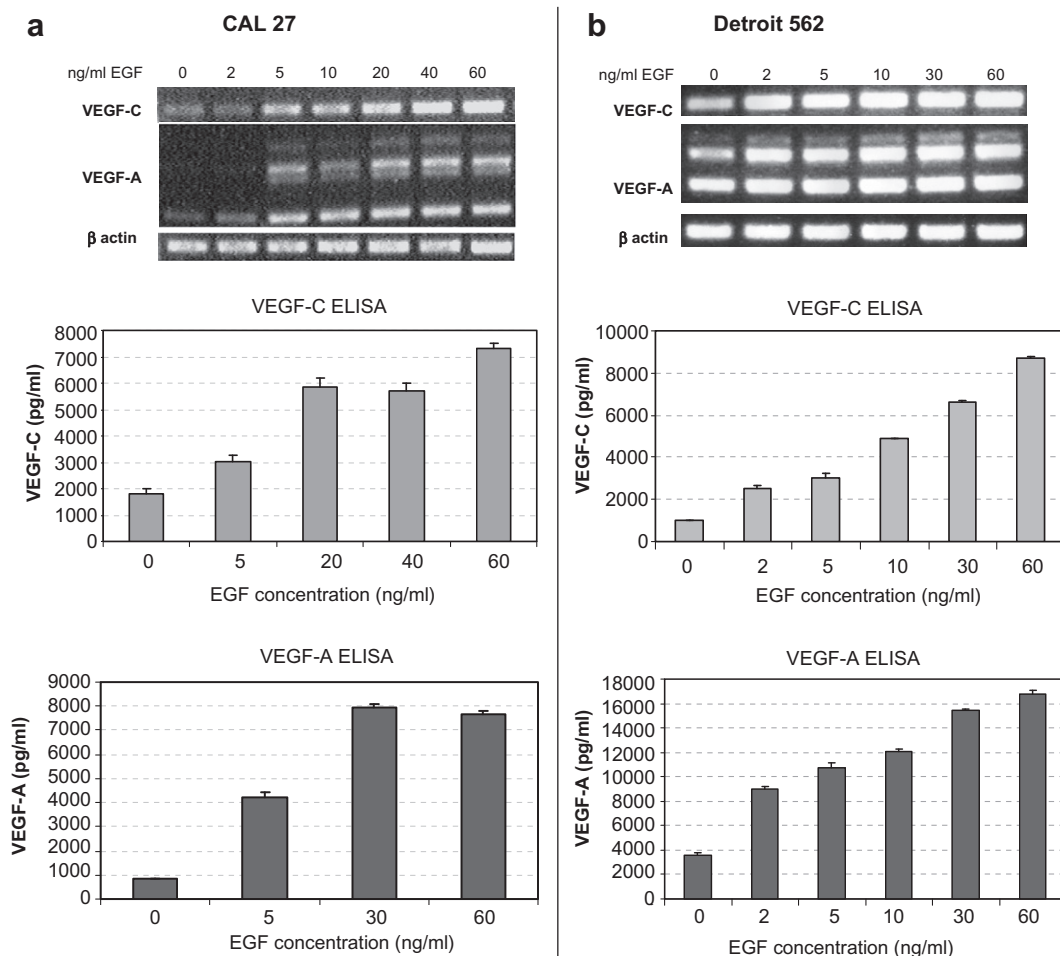 a
CAL 27
ng/ml EGF 0 2 5 10 20 40 60
VEGF-C
VEGF-A
β actin
VEGF-C ELISA
VEGF-C (pg/ml)
8000
7000
6000
5000
4000
3000
2000
1000
0
0 5 20 40 60
EGF concentration (ng/ml)
VEGF-A ELISA
VEGF-A (pg/ml)
9000
8000
7000
6000
5000
4000
3000
2000
1000
0
0 5 30 60
EGF concentration (ng/ml)
b
Detroit 562
ng/ml EGF 0 2 5 10 30 60
VEGF-C
VEGF-A
β actin
VEGF-C ELISA
VEGF-C (pg/ml)
10000
8000
6000
4000
2000
0
0 2 5 10 30 60
EGF concentration (ng/ml)
VEGF-A ELISA
VEGF-A (pg/ml)
18000
16000
14000
12000
10000
8000
6000
4000
2000
0
0 2 5 10 30 60
EGF concentration (ng/ml)